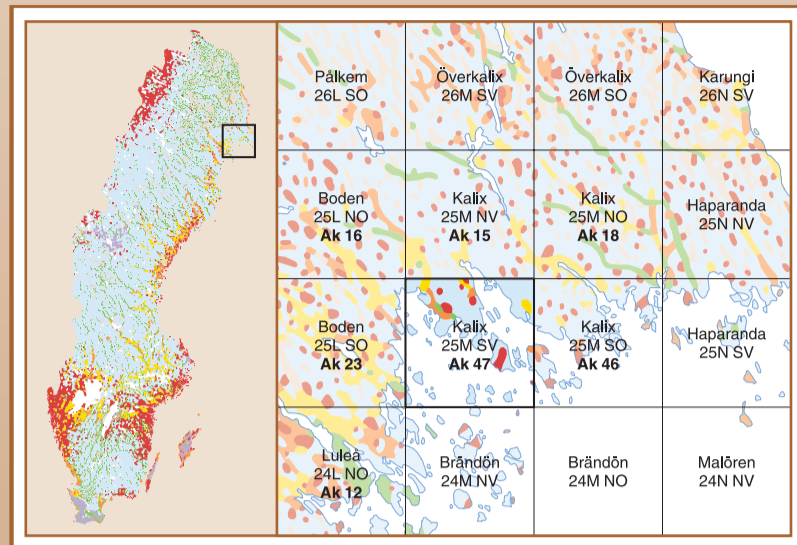 Pålkem
26L SO
Överkalix
26M SV
Överkalix
26M SO
Karungi
26N SV
Boden
25L NO
Ak 16
Kalix
25M NV
Ak 15
Kalix
25M NO
Ak 18
Haparanda
25N NV
Boden
25L SO
Ak 23
Kalix
25M SV
Ak 47
Kalix
25M SO
Ak 46
Haparanda
25N SV
Luleå
24L NO
Ak 12
Brändön
24M NV
Brändön
24M NO
Malören
24N NV